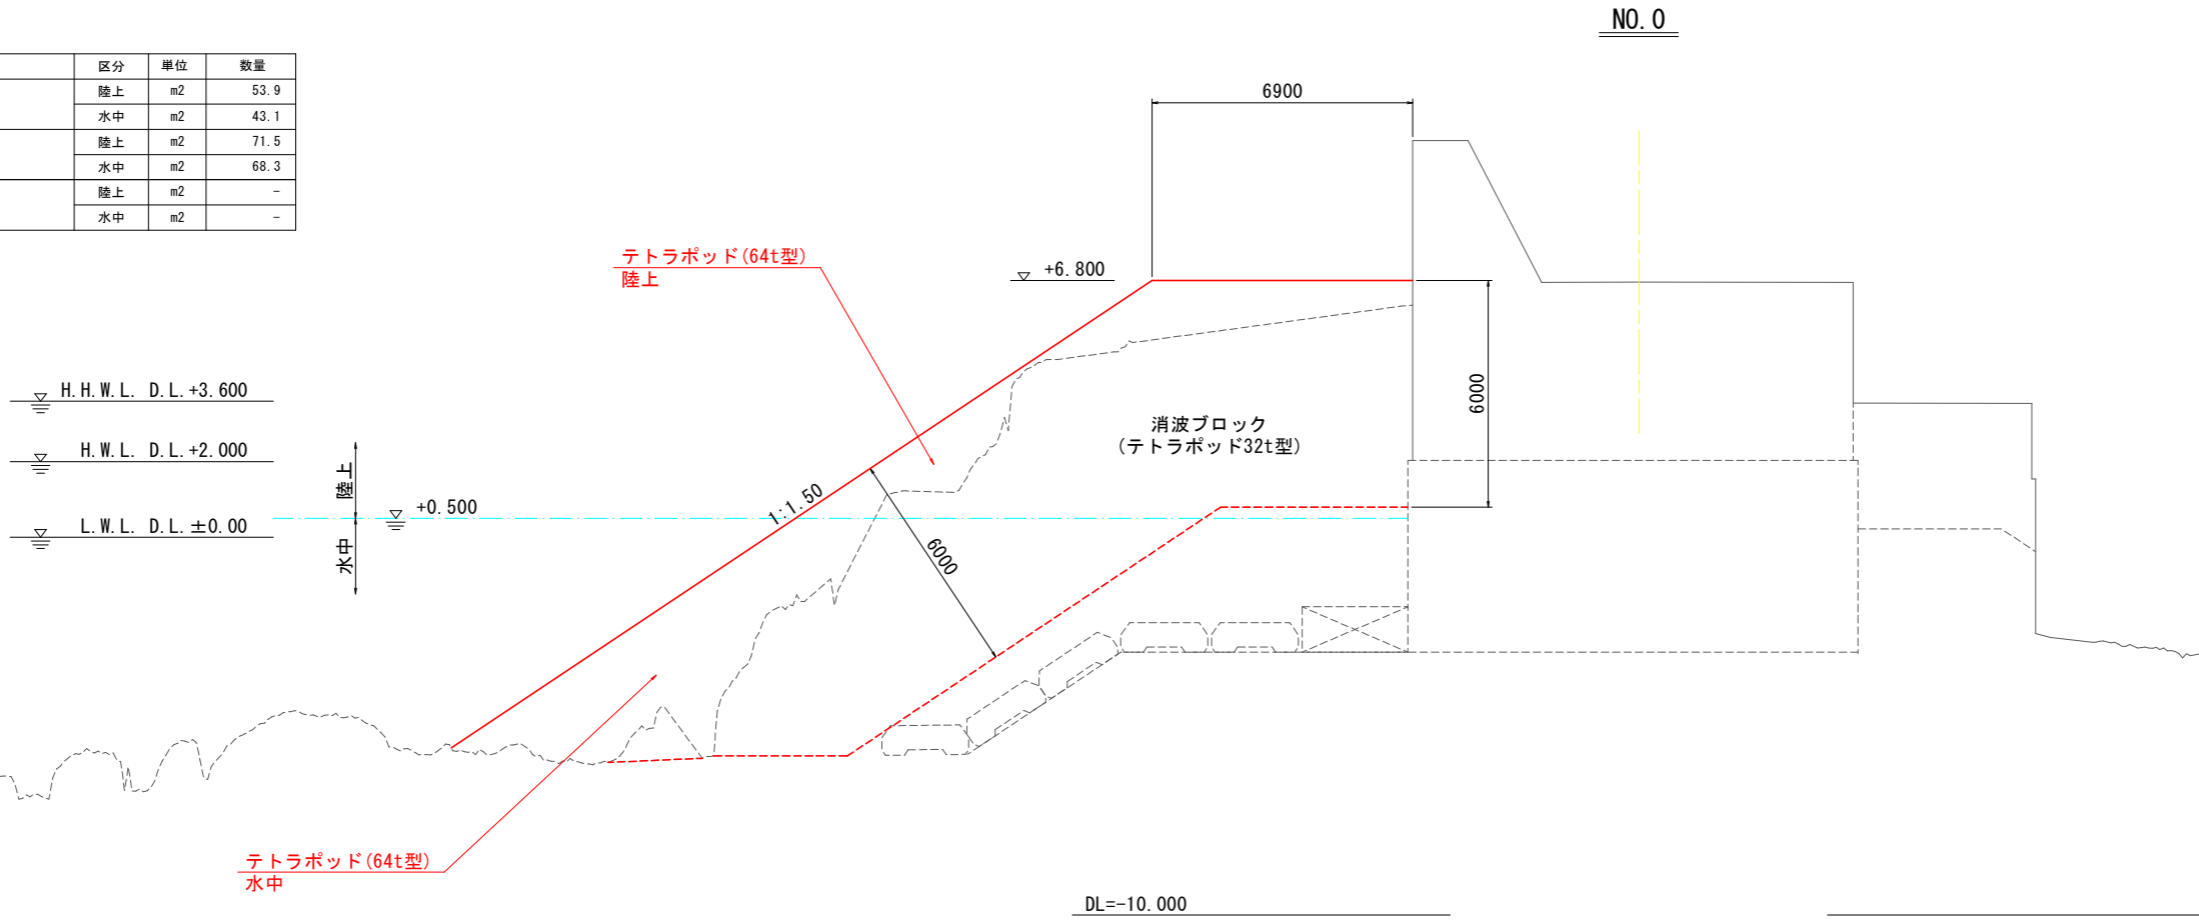 NO.0
区分 単位 数量
陸上 m2 53.9
水中 m2 43.1
陸上 m2 71.5
水中 m2 68.3
陸上 m2 -
水中 m2 -
6900
テトラポッド(64t型)
陸上
+6.800
H.H.W.L. D.L.+3.600
H.W.L. D.L.+2.000
L.W.L. D.L.±0.00
陸上
水中
+0.500
1:1.50
6000
消波ブロック
(テトラポッド32t型)
6000
テトラポッド(64t型)
水中
DL=-10.000